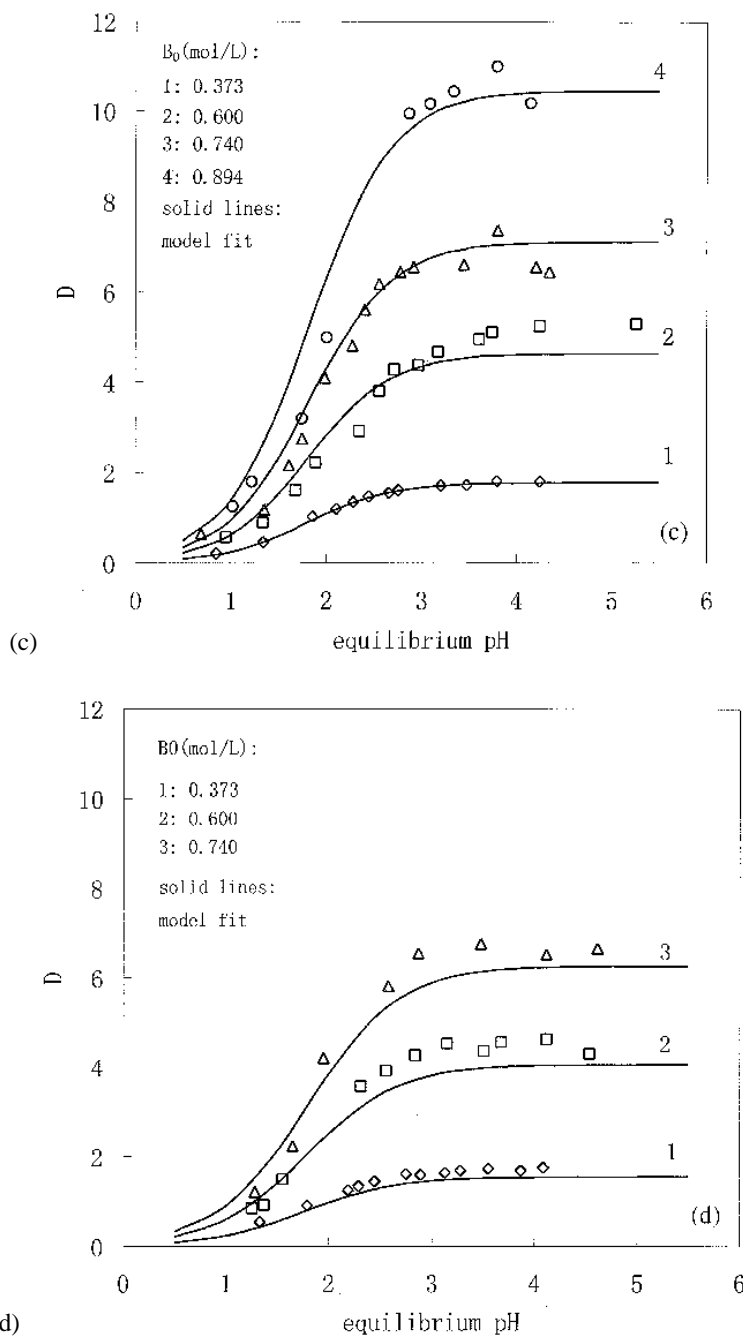 12
B₀(mol/L):
1: 0.373
2: 0.600
3: 0.740
4: 0.894
solid lines:
model fit
4
10
8
3
6
D
2
4
1
2
(c)
0
0 1 2 3 4 5 6
(c)
equilibrium pH
12
B0(mol/L):
1: 0.373
2: 0.600
3: 0.740
solid lines:
model fit
10
8
3
6
D
2
4
1
2
(d)
0
0 1 2 3 4 5 6
d)
equilibrium pH